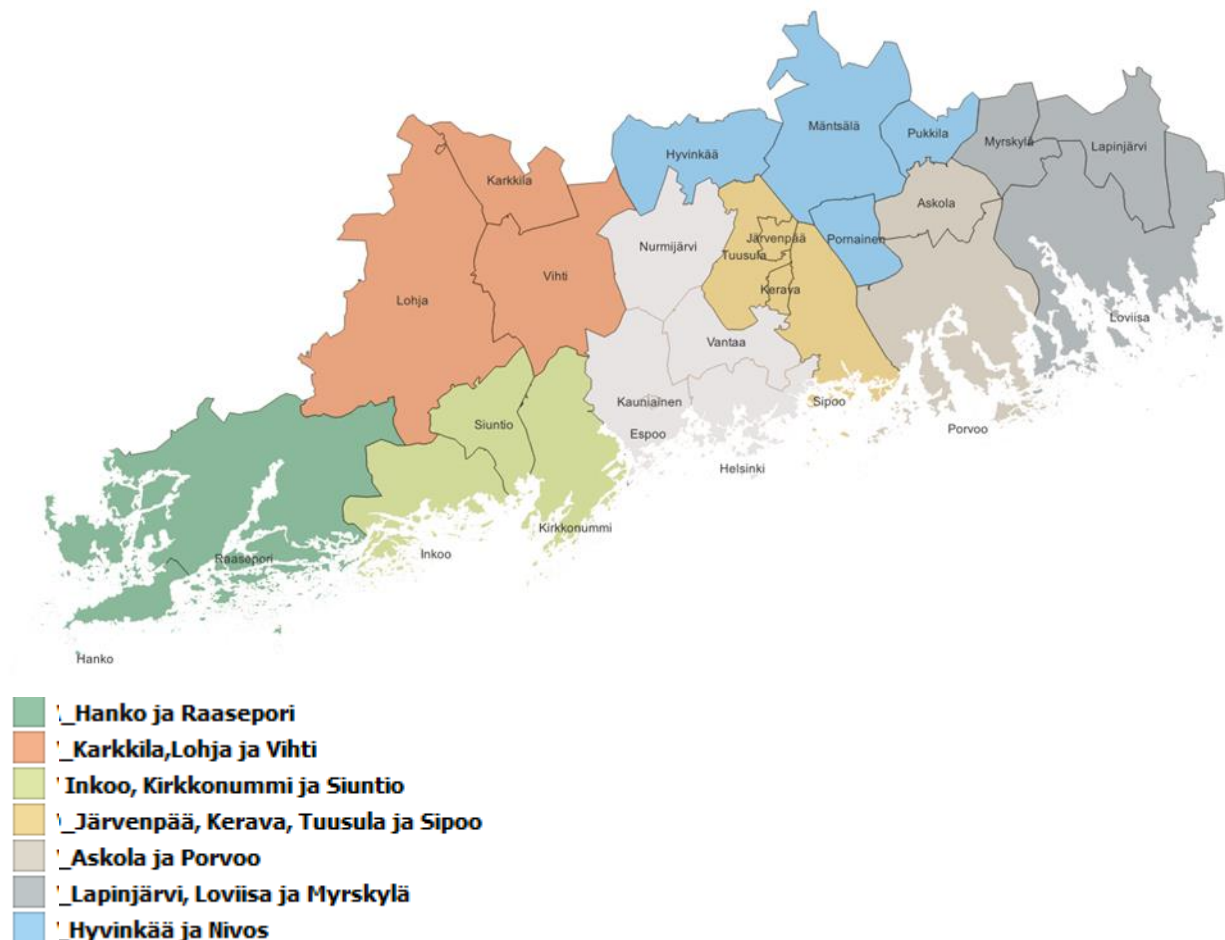 Mäntsälä
Pukkila
Myrskylä
Lapinjärvi
Hyvinkää
Karkkila
Askola
Nurmijärvi
Järvenpää
Pornainen
Tuusula
Vihti
Kerava
Lohja
Loviisa
Vantaa
Kauniainen
Sipoo
Siuntio
Espoo
Porvoo
Helsinki
Kirkkonummi
Inkoo
Raasepori
Hanko
_Hanko ja Raasepori
_Karkkila,Lohja ja Vihti
Inkoo, Kirkkonummi ja Siuntio
_Järvenpää, Kerava, Tuusula ja Sipoo
_Askola ja Porvoo
_Lapinjärvi, Loviisa ja Myrskylä
_Hyvinkää ja Nivos